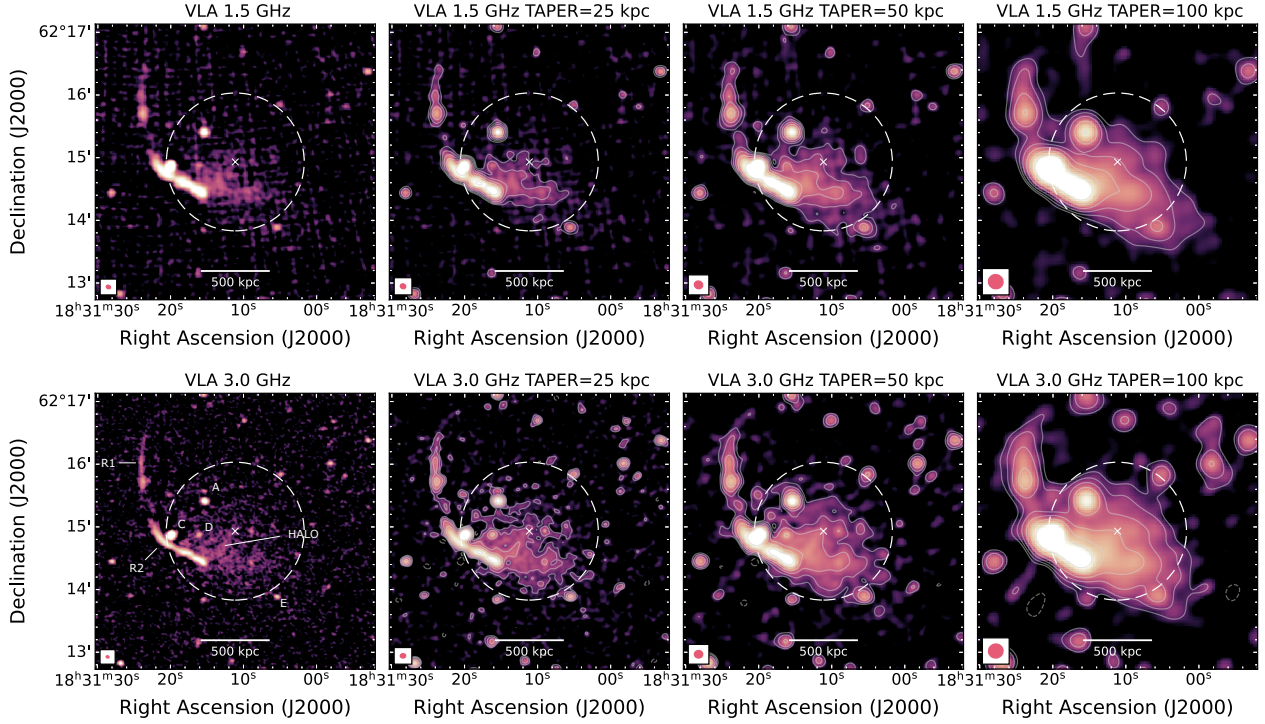 VLA 1.5 GHz
VLA 1.5 GHz TAPER=25 kpc
VLA 1.5 GHz TAPER=50 kpc
VLA 1.5 GHz TAPER=100 kpc
Declination (J2000)
62°17'
16'
15'
14'
13'
500 kpc
500 kpc
500 kpc
500 kpc
18ʰ31ᵐ30ˢ 20ˢ 10ˢ 00ˢ
18ʰ31ᵐ30ˢ 20ˢ 10ˢ 00ˢ
18ʰ31ᵐ30ˢ 20ˢ 10ˢ 00ˢ
18ʰ31ᵐ30ˢ 20ˢ 10ˢ 00ˢ
Right Ascension (J2000)
Right Ascension (J2000)
Right Ascension (J2000)
Right Ascension (J2000)
VLA 3.0 GHz
VLA 3.0 GHz TAPER=25 kpc
VLA 3.0 GHz TAPER=50 kpc
VLA 3.0 GHz TAPER=100 kpc
Declination (J2000)
62°17'
16'
15'
14'
13'
R1
A
C
D
HALO
R2
E
500 kpc
500 kpc
500 kpc
500 kpc
18ʰ31ᵐ30ˢ 20ˢ 10ˢ 00ˢ
18ʰ31ᵐ30ˢ 20ˢ 10ˢ 00ˢ
18ʰ31ᵐ30ˢ 20ˢ 10ˢ 00ˢ
18ʰ31ᵐ30ˢ 20ˢ 10ˢ 00ˢ
Right Ascension (J2000)
Right Ascension (J2000)
Right Ascension (J2000)
Right Ascension (J2000)